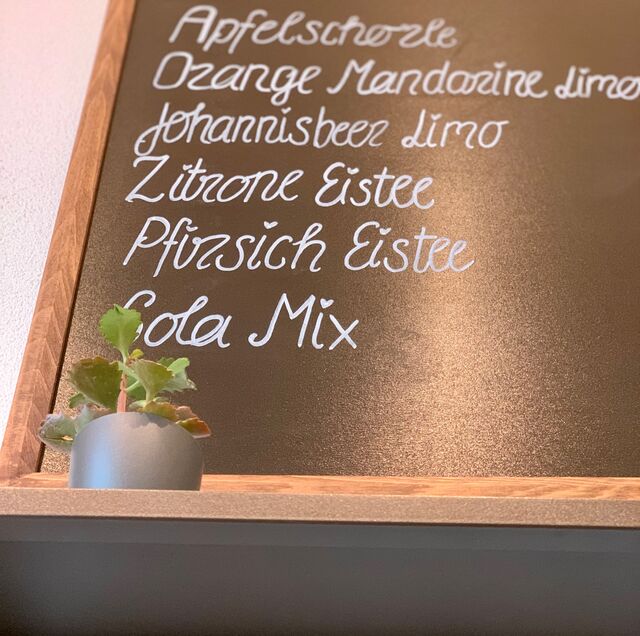 Apfelschorle
Orange Mandarine Limo
Johannisbeer Limo
Zitrone Eistee
Pfirsich Eistee
Cola Mix